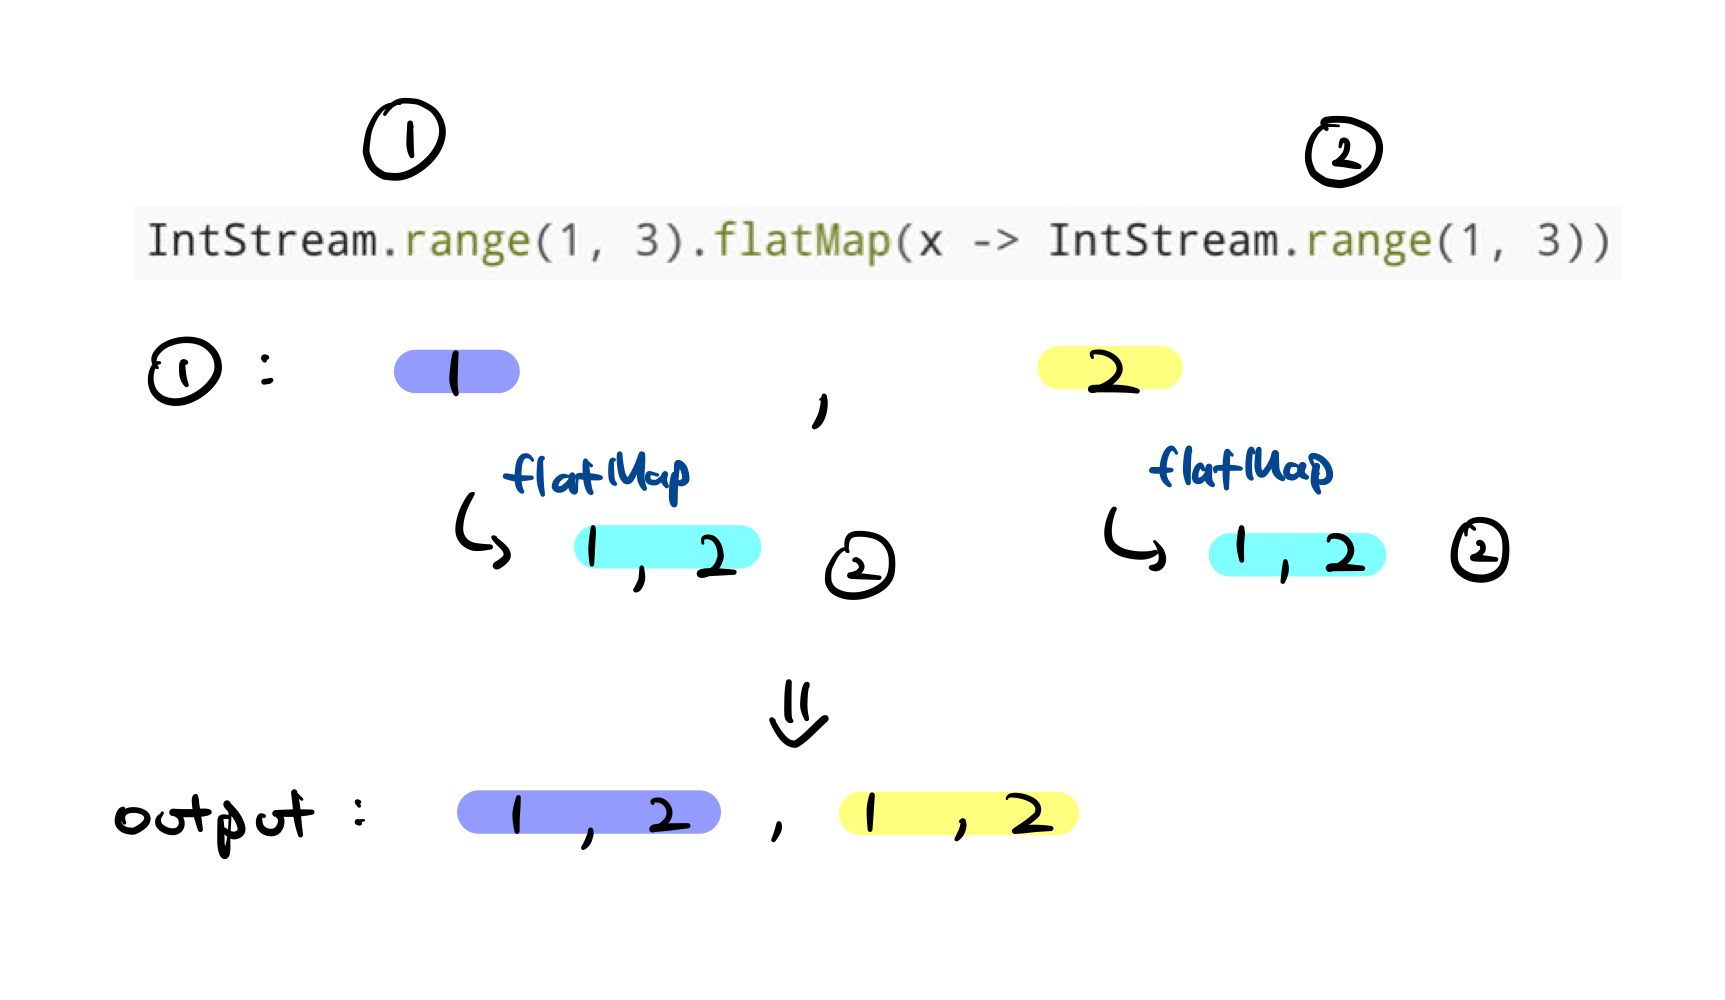 ① ②
IntStream.range(1, 3).flatMap(x -> IntStream.range(1, 3))
① : 1 , 2
flatMap flatMap
1 , 2 ② 1 , 2 ②
output : 1 , 2 , 1 , 2